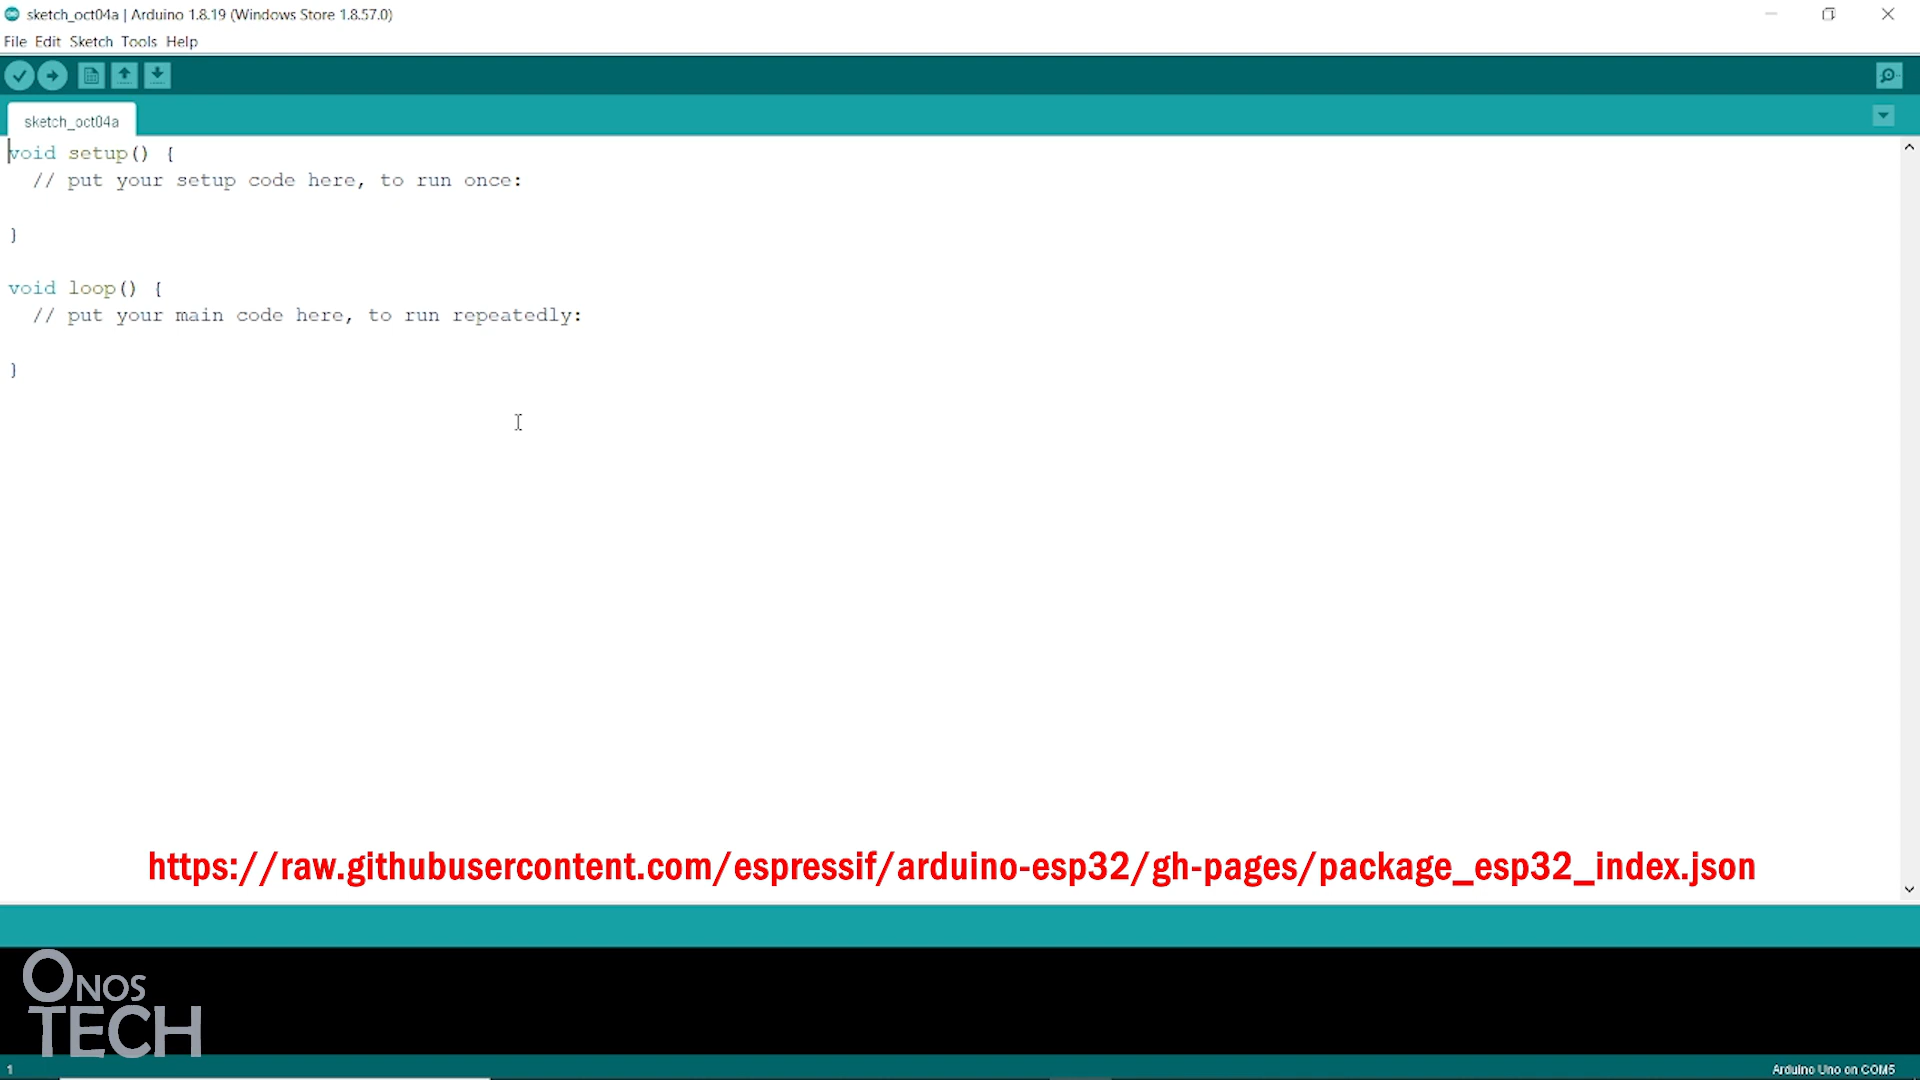 sketch_oct04a | Arduino 1.8.19 (Windows Store 1.8.57.0)
File Edit Sketch Tools Help
sketch_oct04a
void setup() {
  // put your setup code here, to run once:
}
void loop() {
  // put your main code here, to run repeatedly:
}
https://raw.githubusercontent.com/espressif/arduino-esp32/gh-pages/package_esp32_index.json
ONOS
TECH
1
Arduino Uno on COM5